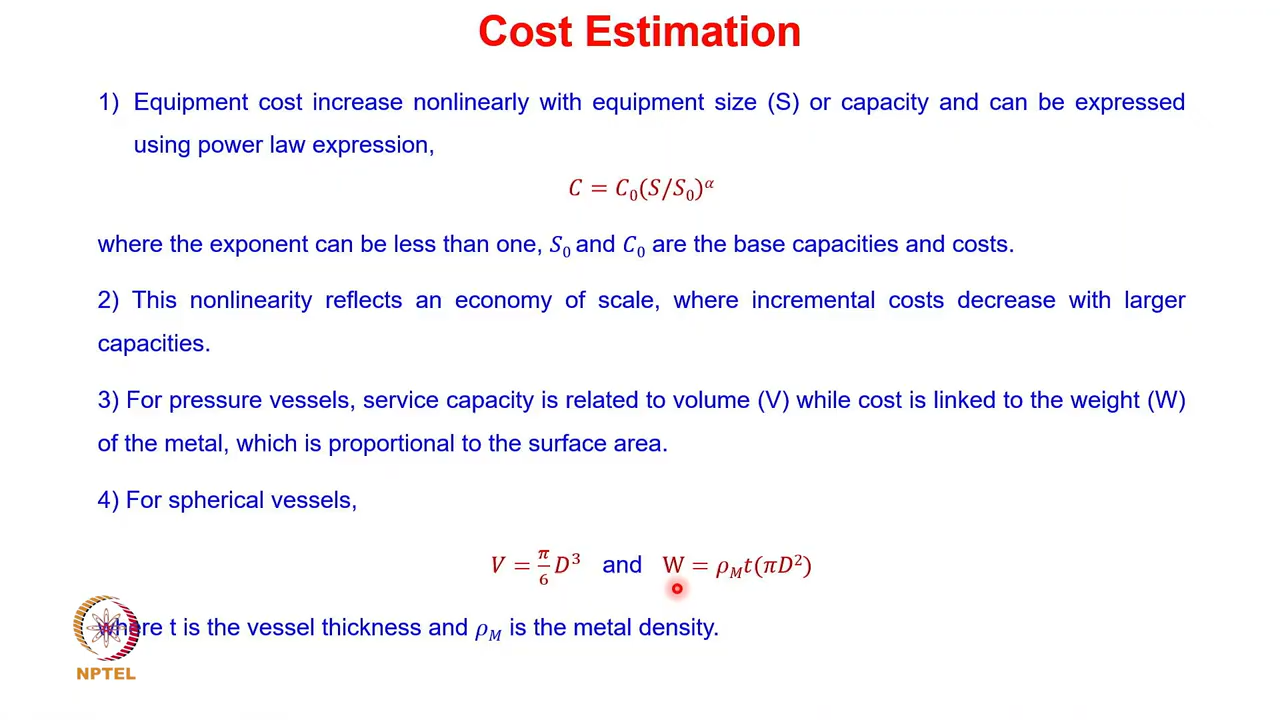 Cost Estimation
1) Equipment cost increase nonlinearly with equipment size (S) or capacity and can be expressed
using power law expression,
C = C₀(S/S₀)^α
where the exponent can be less than one, S₀ and C₀ are the base capacities and costs.
2) This nonlinearity reflects an economy of scale, where incremental costs decrease with larger
capacities.
3) For pressure vessels, service capacity is related to volume (V) while cost is linked to the weight (W)
of the metal, which is proportional to the surface area.
4) For spherical vessels,
V = π/6 D³ and W = ρ_M t(πD²)
where t is the vessel thickness and ρ_M is the metal density.
NPTEL